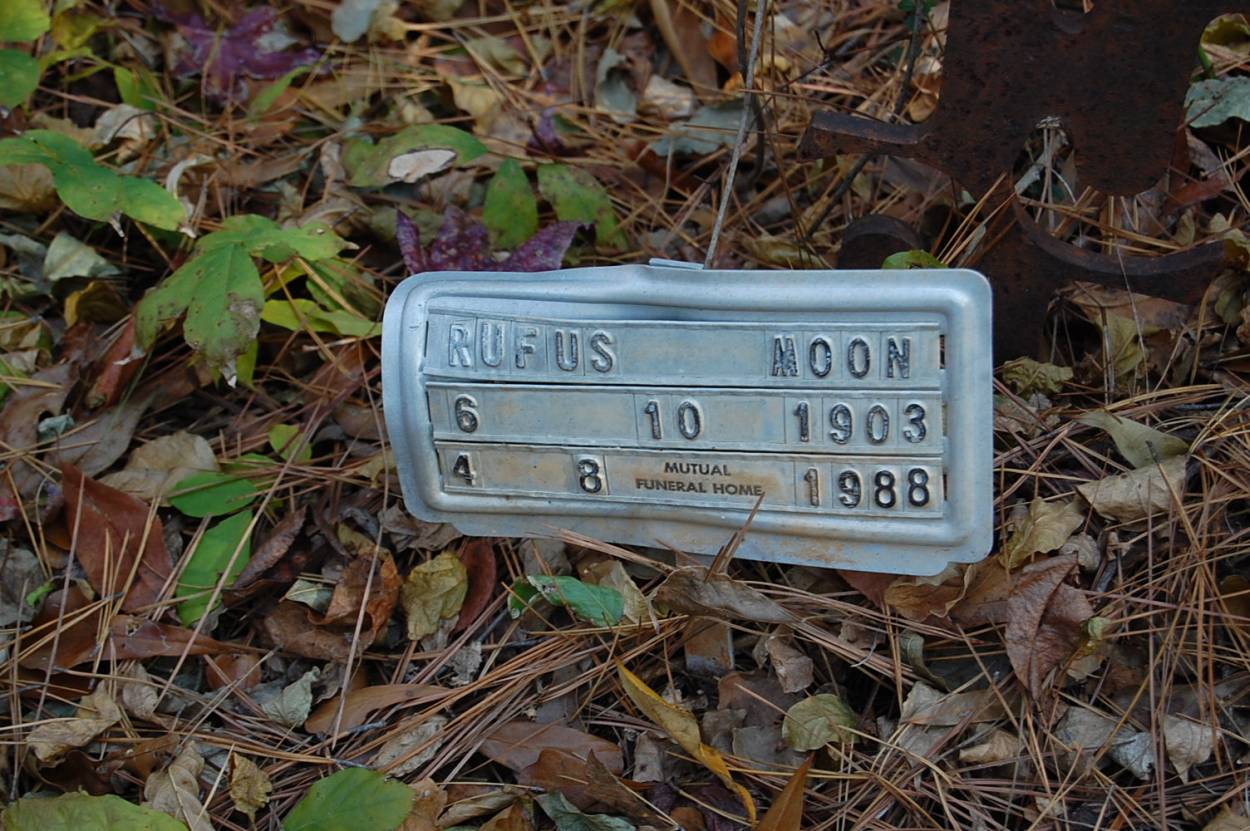 RUFUS MOON
6 10 1903
4 8 MUTUAL FUNERAL HOME 1988